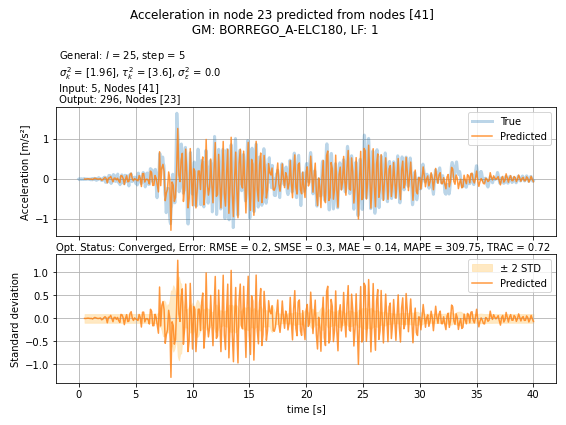 Acceleration in node 23 predicted from nodes [41]
GM: BORREGO_A-ELC180, LF: 1
General: l = 25, step = 5
σ²_k = [1.96], τ²_k = [3.6], σ²_ε = 0.0
Input: 5, Nodes [41]
Output: 296, Nodes [23]
Acceleration [m/s²]
1
0
−1
True
Predicted
Opt. Status: Converged, Error: RMSE = 0.2, SMSE = 0.3, MAE = 0.14, MAPE = 309.75, TRAC = 0.72
Standard deviation
1.0
0.5
0.0
−0.5
−1.0
± 2 STD
Predicted
0 5 10 15 20 25 30 35 40
time [s]